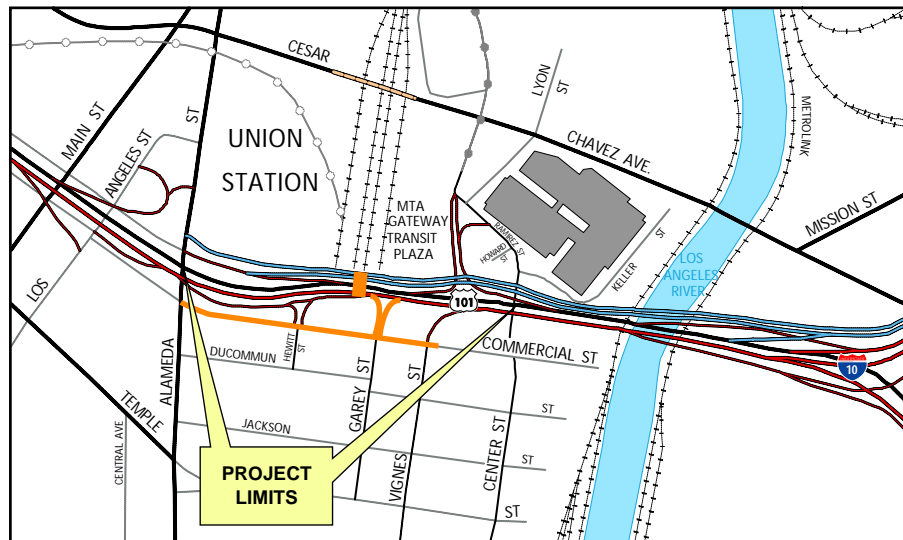 CESAR
CHAVEZ AVE.
LYON
ST
METROLINK
MAIN ST
ANGELES ST
LOS
ST
UNION
STATION
MTA
GATEWAY
TRANSIT
PLAZA
RAMIREZ ST
HOWARD
ST
KELLER
ST
MISSION ST
LOS
ANGELES
RIVER
101
10
COMMERCIAL ST
HEWITT
ST
DUCOMMUN
ST
ALAMEDA
TEMPLE
CENTRAL AVE
GAREY ST
VIGNES
ST
CENTER ST
JACKSON
ST
ST
PROJECT
LIMITS